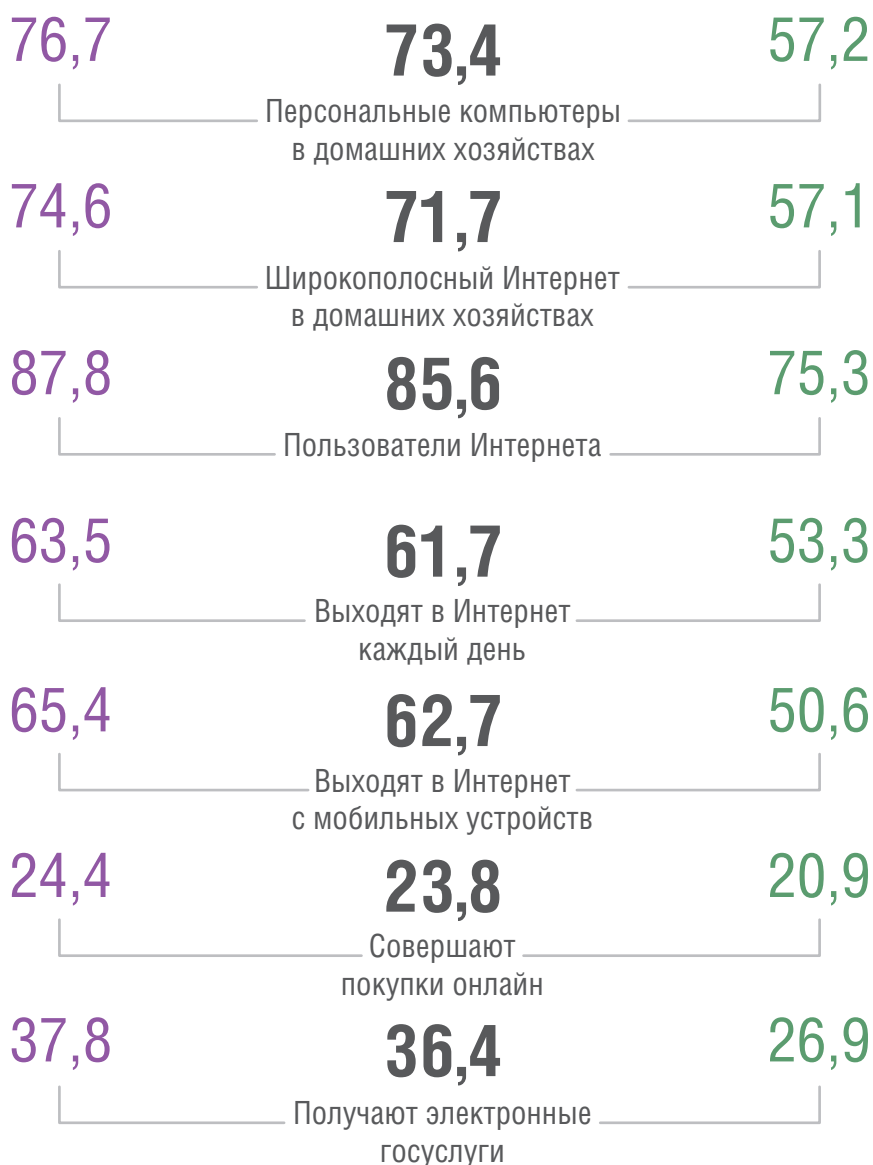 76,7 73,4 57,2
Персональные компьютеры
в домашних хозяйствах
74,6 71,7 57,1
Широкополосный Интернет
в домашних хозяйствах
87,8 85,6 75,3
Пользователи Интернета
63,5 61,7 53,3
Выходят в Интернет
каждый день
65,4 62,7 50,6
Выходят в Интернет
с мобильных устройств
24,4 23,8 20,9
Совершают
покупки онлайн
37,8 36,4 26,9
Получают электронные
госуслуги